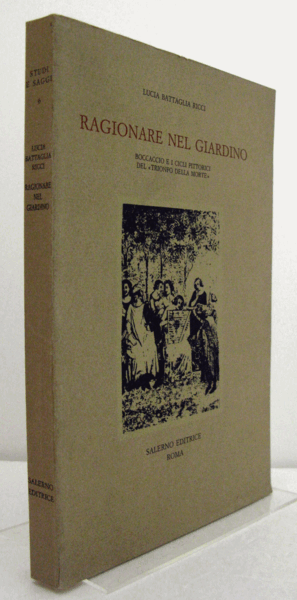 STUDI
E SAGGI
LUCIA
BATTAGLIA
RICCI
RAGIONARE
NEL
GIARDINO
SALERNO
EDITRICE
LUCIA BATTAGLIA RICCI
RAGIONARE NEL GIARDINO
BOCCACCIO E I CICLI PITTORICI
DEL «TRIONFO DELLA MORTE»
SALERNO EDITRICE
ROMA